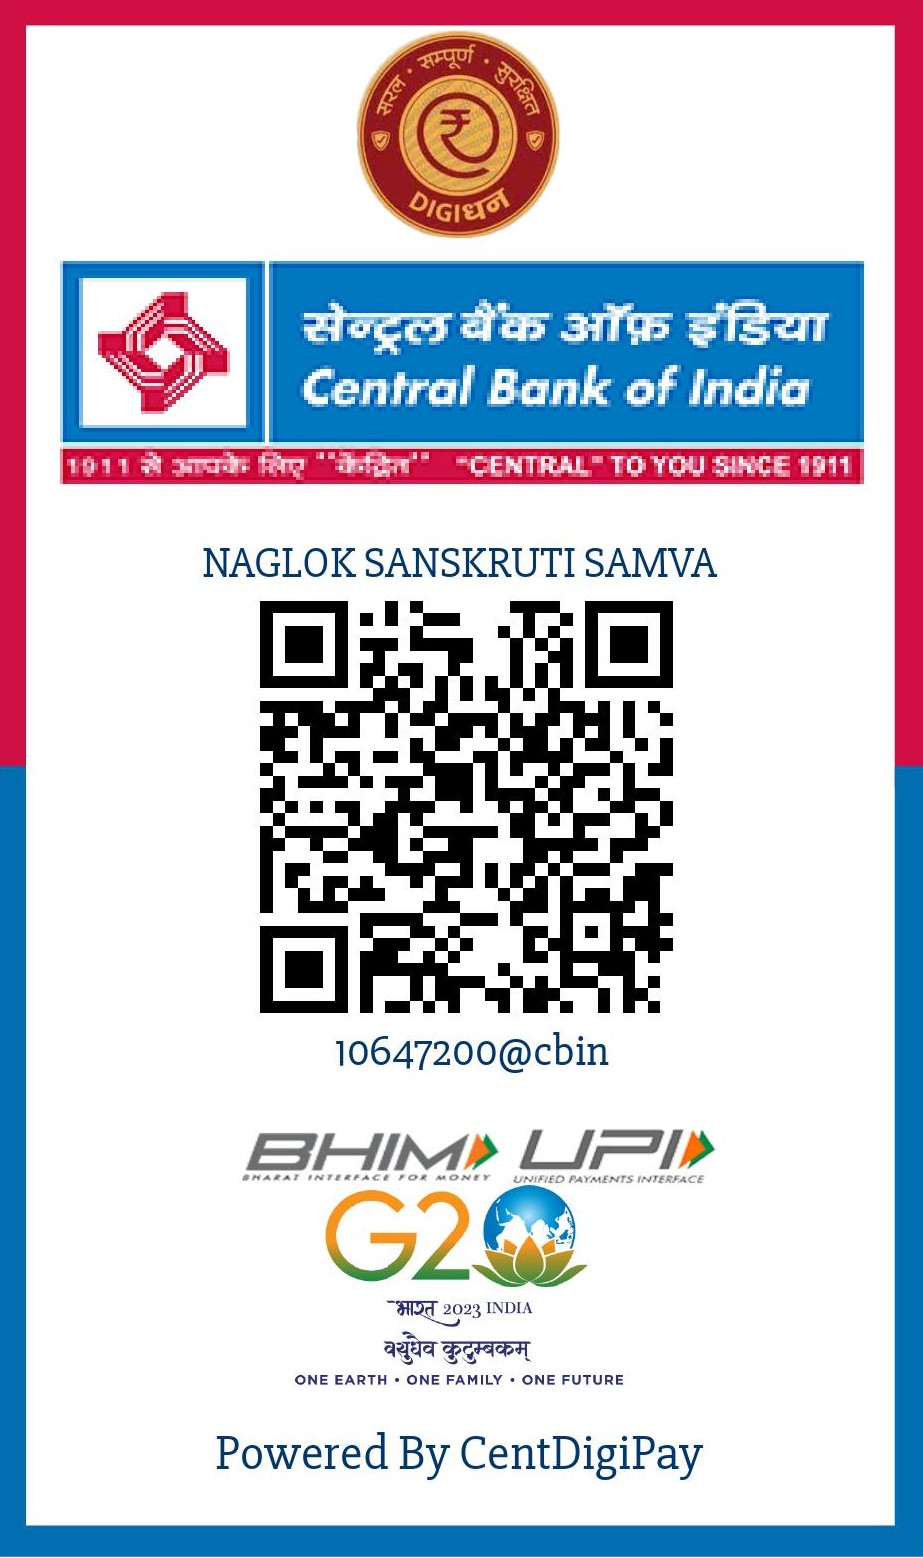 सरल • सम्पूर्ण • सुरक्षित
DIGIधन
सेन्ट्रल बैंक ऑफ़ इंडिया
Central Bank of India
1911 से आपके लिए "केंद्रित" "CENTRAL" TO YOU SINCE 1911
NAGLOK SANSKRUTI SAMVA
10647200@cbin
BHIM UPI
BHARAT INTERFACE FOR MONEY UNIFIED PAYMENTS INTERFACE
G20
भारत 2023 INDIA
वसुधैव कुटुम्बकम्
ONE EARTH • ONE FAMILY • ONE FUTURE
Powered By CentDigiPay